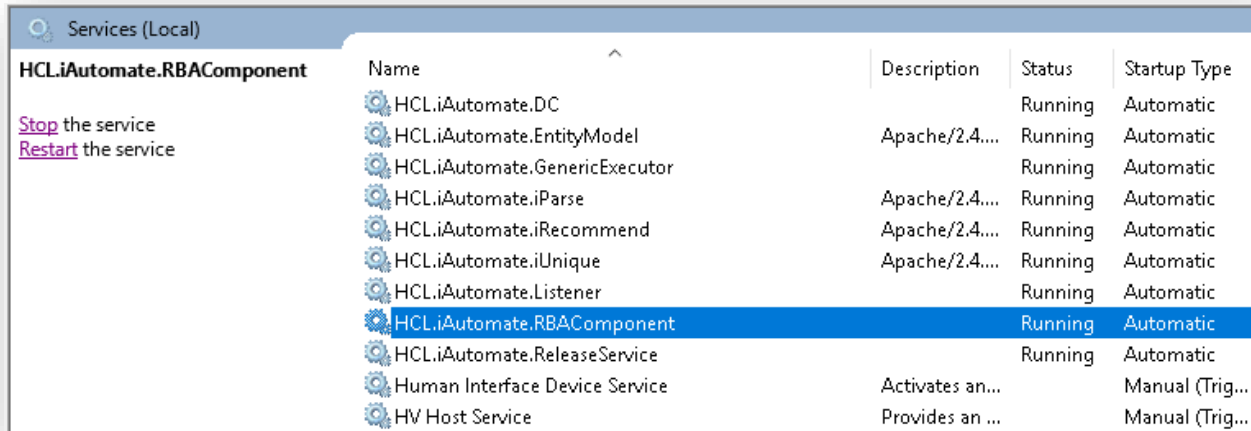 Services (Local)
HCL.iAutomate.RBAComponent
Stop the service
Restart the service
Name Description Status Startup Type
HCL.iAutomate.DC Running Automatic
HCL.iAutomate.EntityModel Apache/2.4.... Running Automatic
HCL.iAutomate.GenericExecutor Running Automatic
HCL.iAutomate.iParse Apache/2.4.... Running Automatic
HCL.iAutomate.iRecommend Apache/2.4.... Running Automatic
HCL.iAutomate.iUnique Apache/2.4.... Running Automatic
HCL.iAutomate.Listener Running Automatic
HCL.iAutomate.RBAComponent Running Automatic
HCL.iAutomate.ReleaseService Running Automatic
Human Interface Device Service Activates an... Manual (Trig...
HV Host Service Provides an ... Manual (Trig...